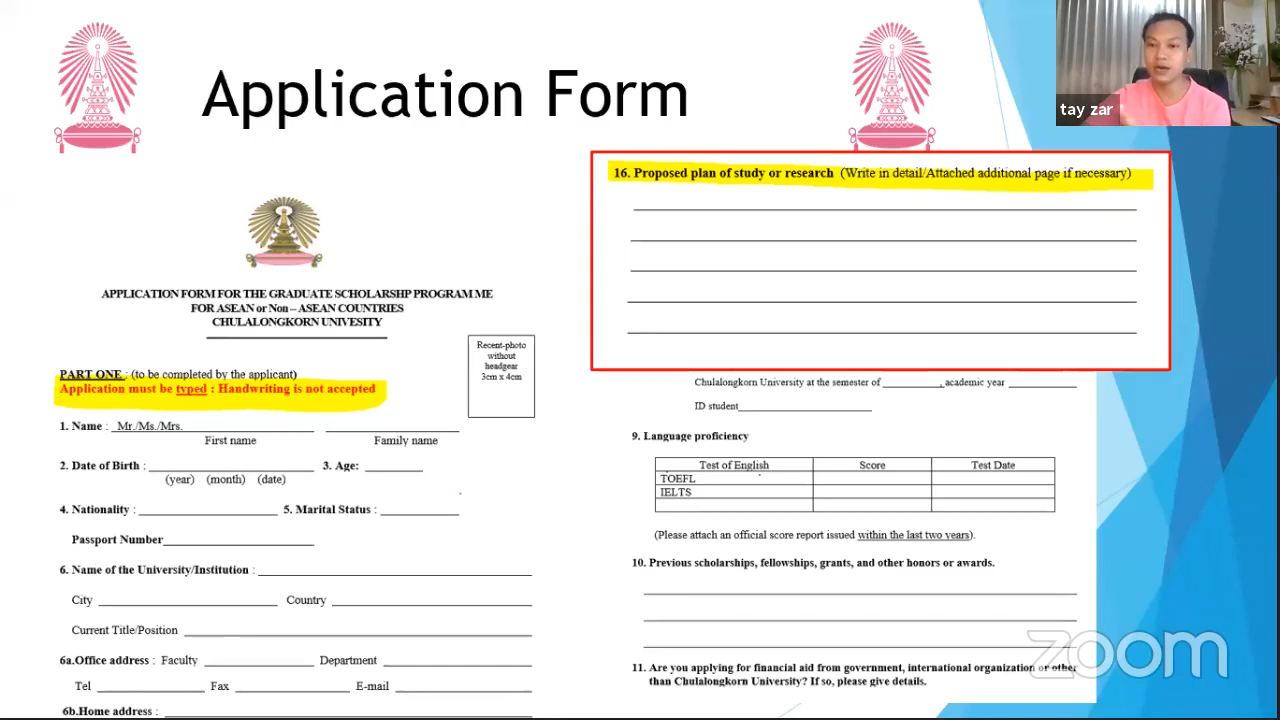 Application Form
tay zar
APPLICATION FORM FOR THE GRADUATE SCHOLARSHP PROGRAM ME
FOR ASEAN or Non – ASEAN COUNTRIES
CHULALONGKORN UNIVESITY
Recent-photo
without
headgear
3cm x 4cm
PART ONE : (to be completed by the applicant)
Application must be typed : Handwriting is not accepted
1. Name : Mr./Ms./Mrs.
First name Family name
2. Date of Birth : 3. Age:
(year) (month) (date)
4. Nationality : 5. Marital Status :
Passport Number
6. Name of the University/Institution :
City Country
Current Title/Position
6a.Office address : Faculty Department
Tel Fax E-mail
6b.Home address :
16. Proposed plan of study or research (Write in detail/Attached additional page if necessary)
Chulalongkorn University at the semester of , academic year
ID student
9. Language proficiency
Test of English Score Test Date
TOEFL
IELTS
(Please attach an official score report issued within the last two years).
10. Previous scholarships, fellowships, grants, and other honors or awards.
11. Are you applying for financial aid from government, international organization or other
than Chulalongkorn University? If so, please give details.
zoom